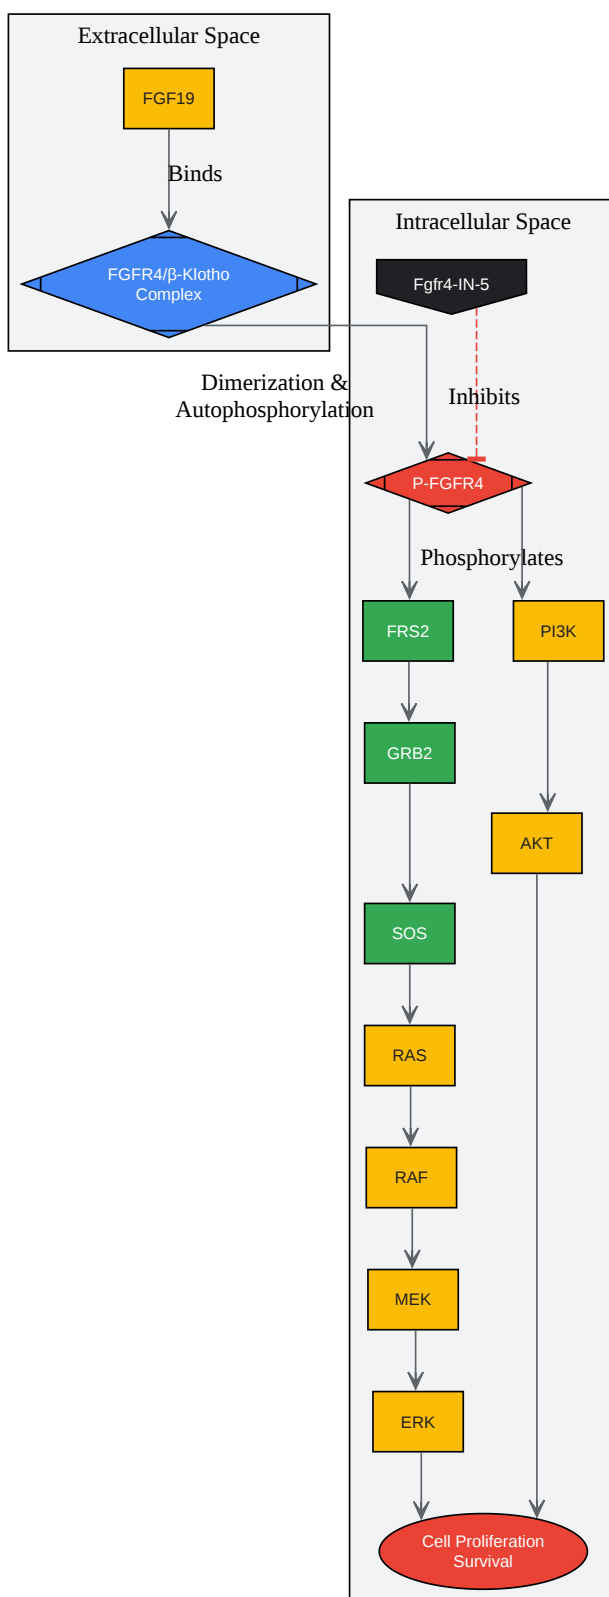 Extracellular Space
FGF19
Binds
FGFR4/β-Klotho
Complex
Intracellular Space
Fgfr4-IN-5
Dimerization &
Autophosphorylation
Inhibits
P-FGFR4
Phosphorylates
FRS2
PI3K
GRB2
AKT
SOS
RAS
RAF
MEK
ERK
Cell Proliferation
Survival